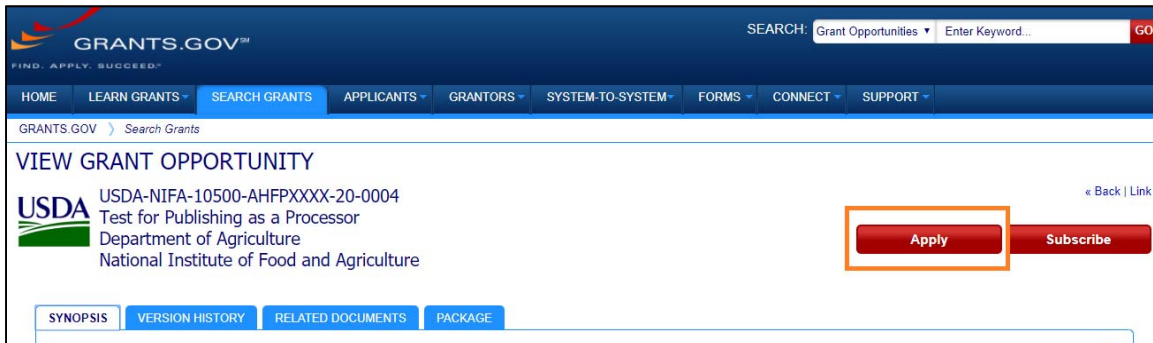 SEARCH: Grant Opportunities Enter Keyword... GO
GRANTS.GOV℠
FIND. APPLY. SUCCEED.℠
HOME LEARN GRANTS SEARCH GRANTS APPLICANTS GRANTORS SYSTEM-TO-SYSTEM FORMS CONNECT SUPPORT
GRANTS.GOV 〉 Search Grants
VIEW GRANT OPPORTUNITY
USDA
USDA-NIFA-10500-AHFPXXXX-20-0004
Test for Publishing as a Processor
Department of Agriculture
National Institute of Food and Agriculture
« Back | Link
Apply Subscribe
SYNOPSIS VERSION HISTORY RELATED DOCUMENTS PACKAGE